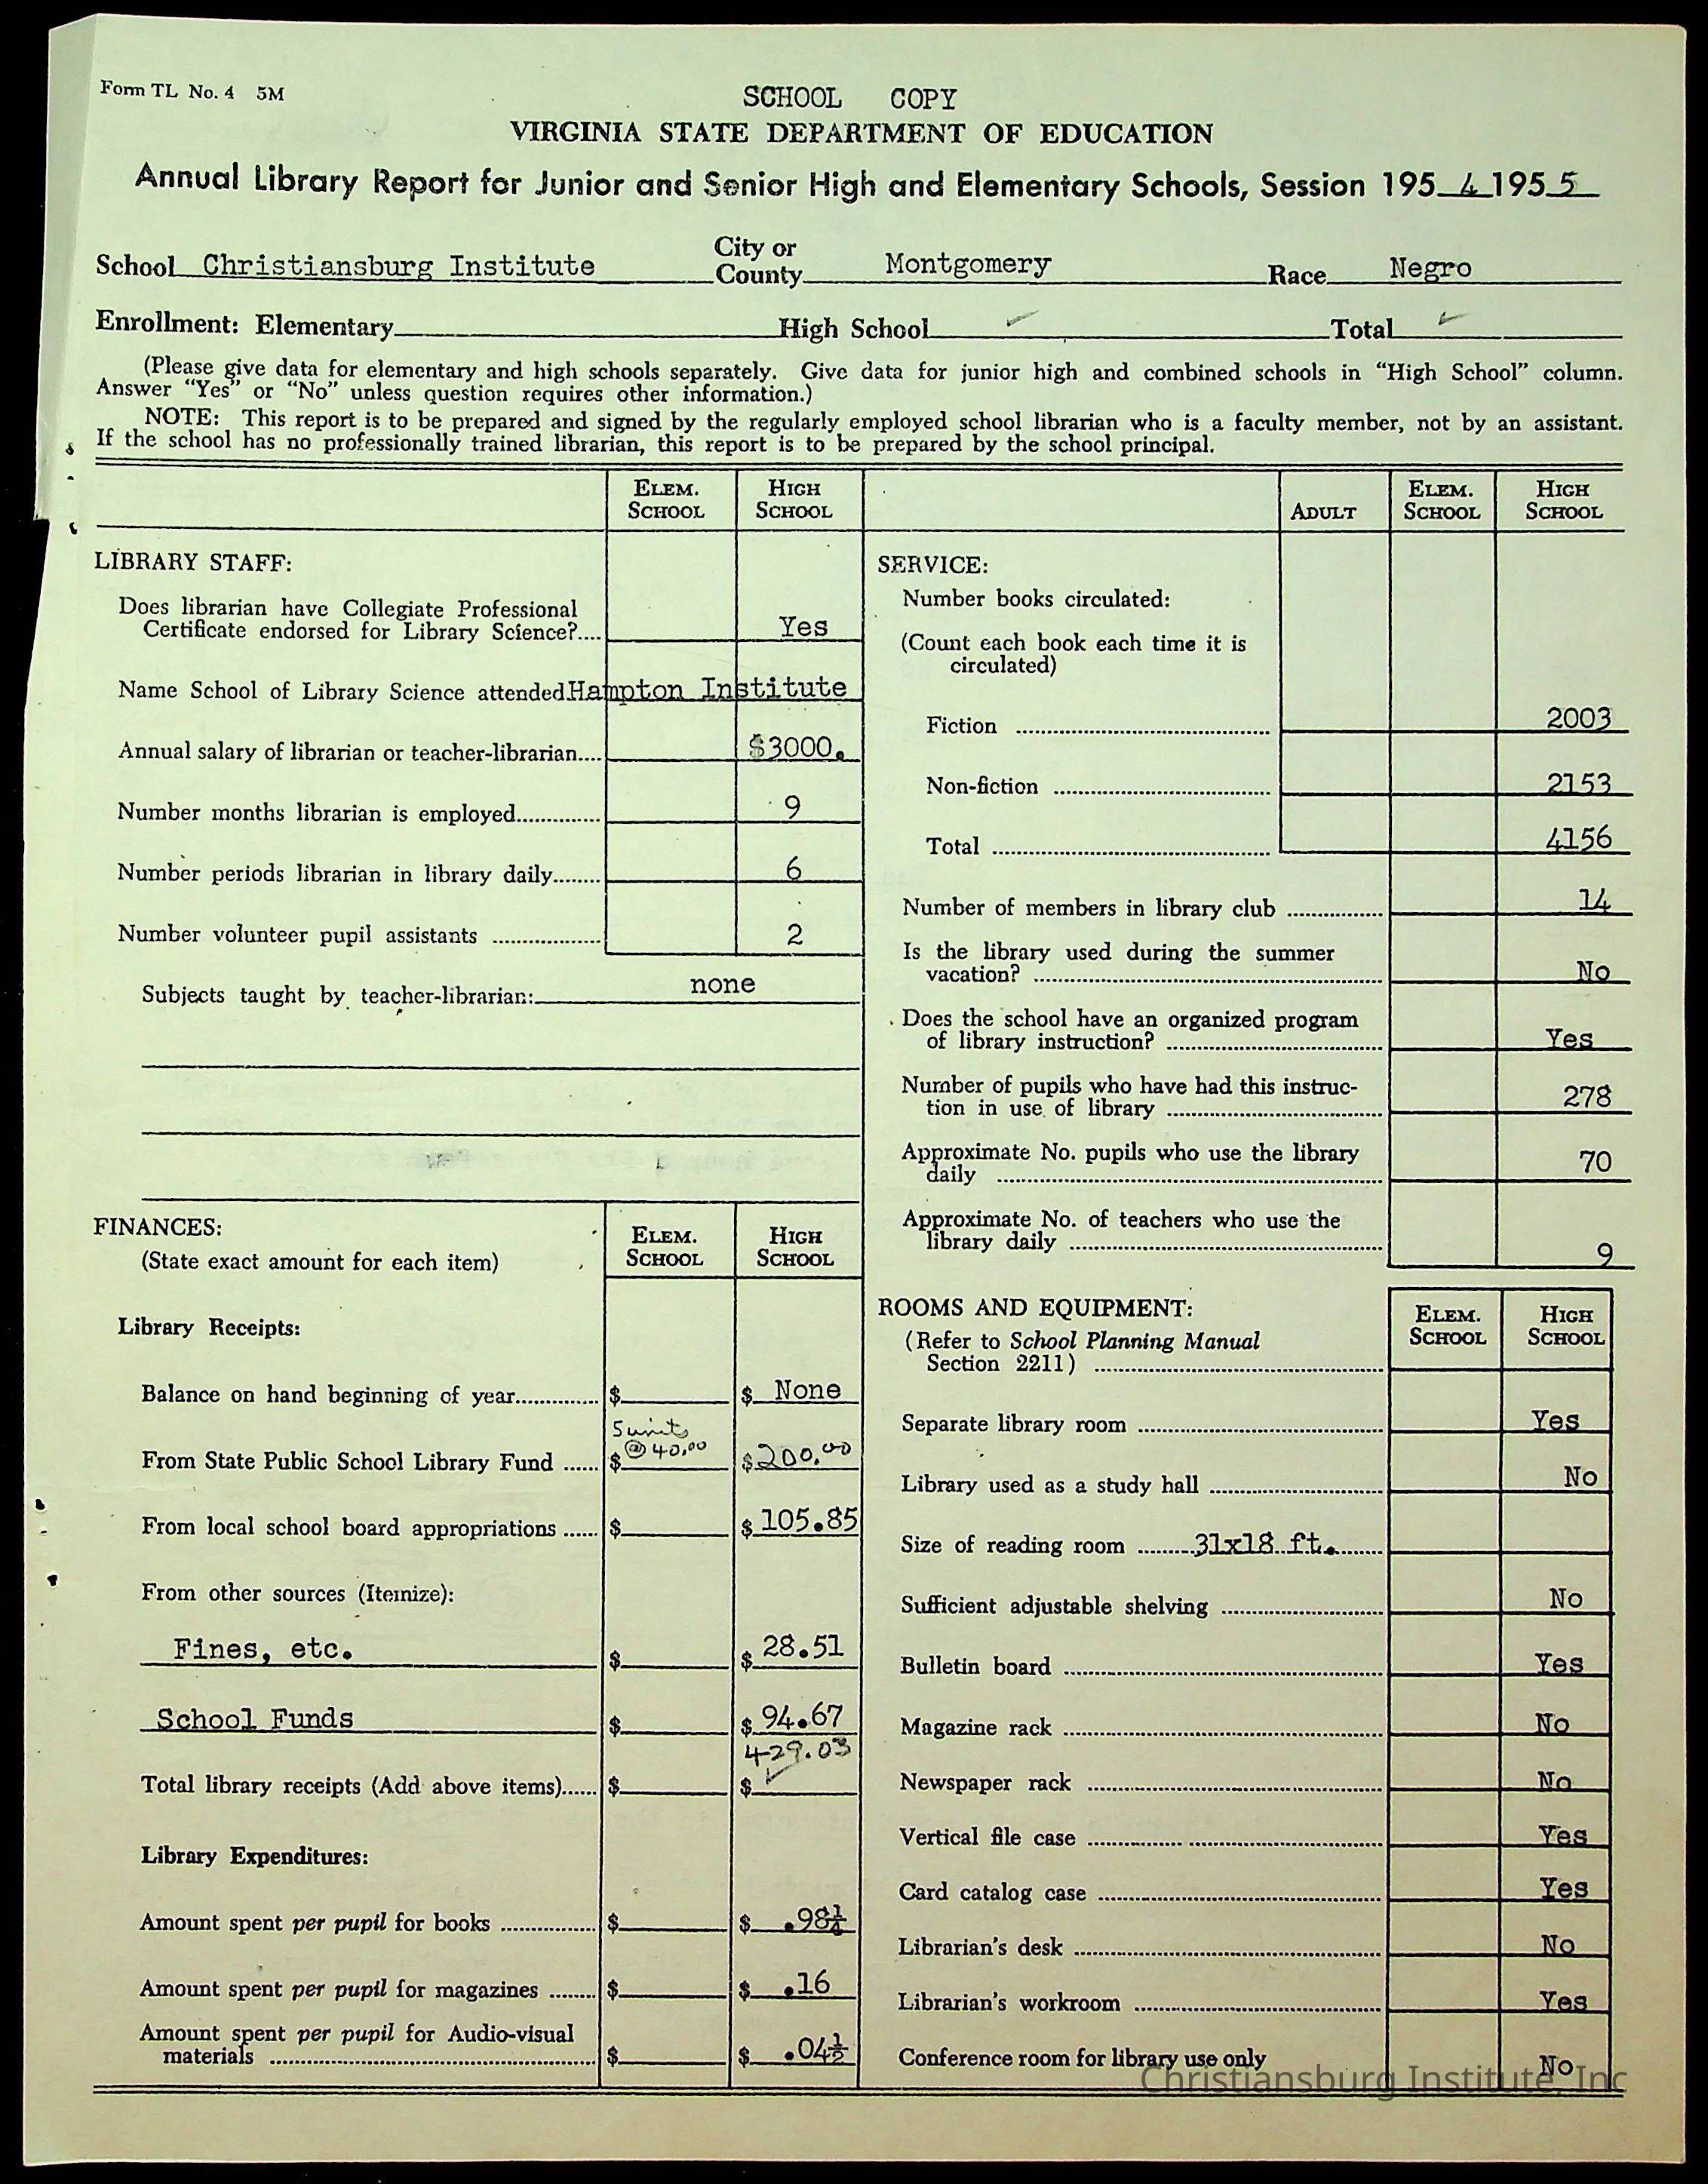 Form TL No. 4 5M
SCHOOL COPY
VIRGINIA STATE DEPARTMENT OF EDUCATION
Annual Library Report for Junior and Senior High and Elementary Schools, Session 195 4 195 5
School Christiansburg Institute City or County Montgomery Race Negro
Enrollment: Elementary High School ✓ Total ✓
(Please give data for elementary and high schools separately. Give data for junior high and combined schools in “High School” column.
Answer “Yes” or “No” unless question requires other information.)
NOTE: This report is to be prepared and signed by the regularly employed school librarian who is a faculty member, not by an assistant.
If the school has no professionally trained librarian, this report is to be prepared by the school principal.
ELEM. SCHOOL HIGH SCHOOL
LIBRARY STAFF:
Does librarian have Collegiate Professional
Certificate endorsed for Library Science?.... Yes
Name School of Library Science attended Hampton Institute
Annual salary of librarian or teacher-librarian.... $3000.
Number months librarian is employed.............. 9
Number periods librarian in library daily........ 6
Number volunteer pupil assistants .................. 2
Subjects taught by teacher-librarian: none
FINANCES: ELEM. SCHOOL HIGH SCHOOL
(State exact amount for each item)
Library Receipts:
Balance on hand beginning of year.............. $ $ None
5 units
@ 40.00
From State Public School Library Fund ...... $ $200.00
From local school board appropriations ...... $ $ 105.85
From other sources (Itemize):
Fines, etc. $ $ 28.51
School Funds $ $ 94.67
429.03
Total library receipts (Add above items)...... $ $ ✓
Library Expenditures:
Amount spent per pupil for books ................ $ $ .98¼
Amount spent per pupil for magazines ........ $ $ .16
Amount spent per pupil for Audio-visual
materials ........ $ $ .04½
ADULT ELEM. SCHOOL HIGH SCHOOL
SERVICE:
Number books circulated:
(Count each book each time it is
circulated)
Fiction ........ 2003
Non-fiction ........ 2153
Total ........ 4156
Number of members in library club ................ 14
Is the library used during the summer
vacation? ........ No
Does the school have an organized program
of library instruction? ........ Yes
Number of pupils who have had this instruc-
tion in use of library ........ 278
Approximate No. pupils who use the library
daily ........ 70
Approximate No. of teachers who use the
library daily ........ 9
ROOMS AND EQUIPMENT: ELEM. SCHOOL HIGH SCHOOL
(Refer to School Planning Manual
Section 2211) ........
Separate library room ........ Yes
Library used as a study hall ........ No
Size of reading room .........31x18 ft.........
Sufficient adjustable shelving ........ No
Bulletin board ........ Yes
Magazine rack ........ No
Newspaper rack ........ No
Vertical file case ........ Yes
Card catalog case ........ Yes
Librarian's desk ........ No
Librarian's workroom ........ Yes
Conference room for library use only No
Christiansburg Institute, Inc